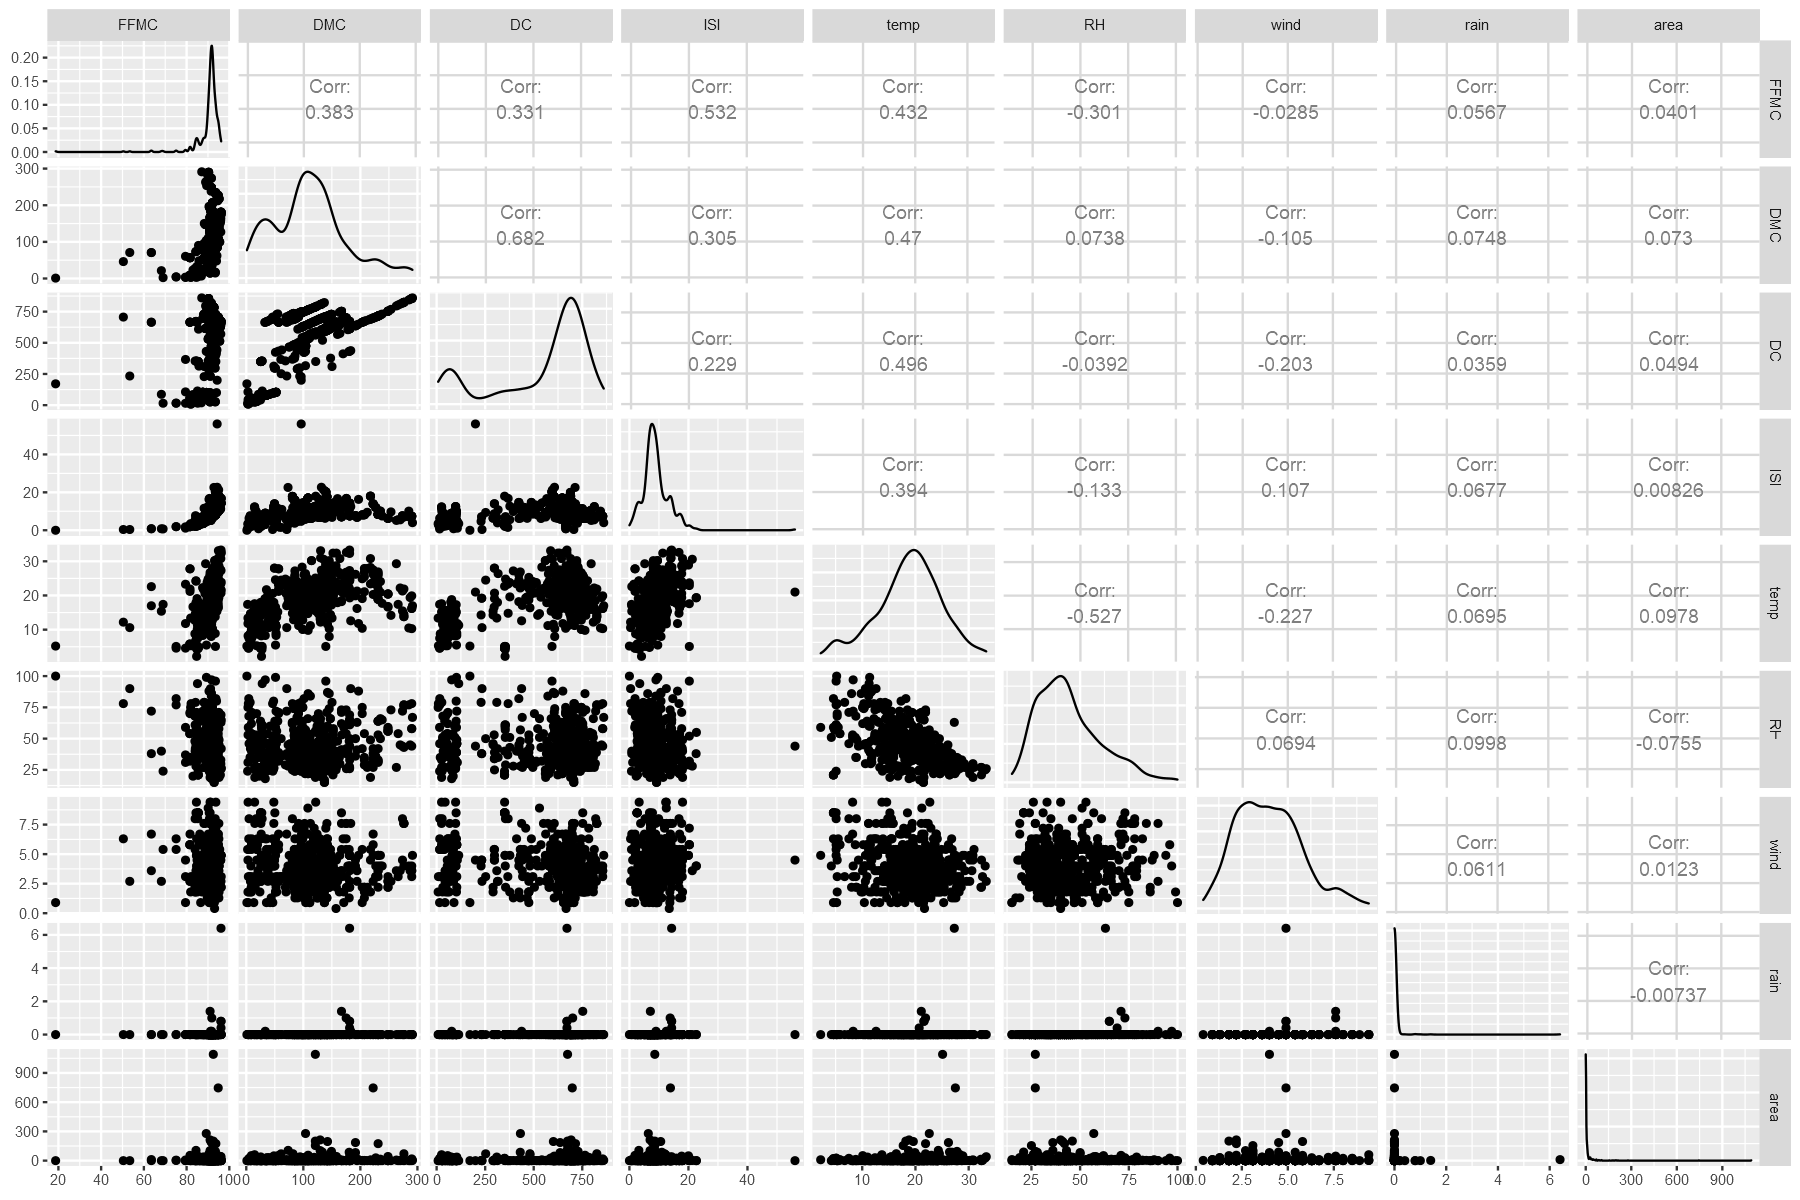 FFMC DMC DC ISI temp RH wind rain area
0.20
0.15
0.10
0.05
0.00
Corr:
0.383
Corr:
0.331
Corr:
0.532
Corr:
0.432
Corr:
-0.301
Corr:
-0.0285
Corr:
0.0567
Corr:
0.0401
FFMC
300
200
100
0
Corr:
0.682
Corr:
0.305
Corr:
0.47
Corr:
0.0738
Corr:
-0.105
Corr:
0.0748
Corr:
0.073
DMC
750
500
250
0
Corr:
0.229
Corr:
0.496
Corr:
-0.0392
Corr:
-0.203
Corr:
0.0359
Corr:
0.0494
DC
40
20
0
Corr:
0.394
Corr:
-0.133
Corr:
0.107
Corr:
0.0677
Corr:
0.00826
ISI
30
20
10
Corr:
-0.527
Corr:
-0.227
Corr:
0.0695
Corr:
0.0978
temp
100
75
50
25
Corr:
0.0694
Corr:
0.0998
Corr:
-0.0755
RH
7.5
5.0
2.5
0.0
Corr:
0.0611
Corr:
0.0123
wind
6
4
2
0
Corr:
-0.00737
rain
900
600
300
0
area
20 40 60 80 100 0 100 200 300 0 250 500 750 0 20 40 10 20 30 25 50 75 100 0.0 2.5 5.0 7.5 0 2 4 6 0 300 600 900